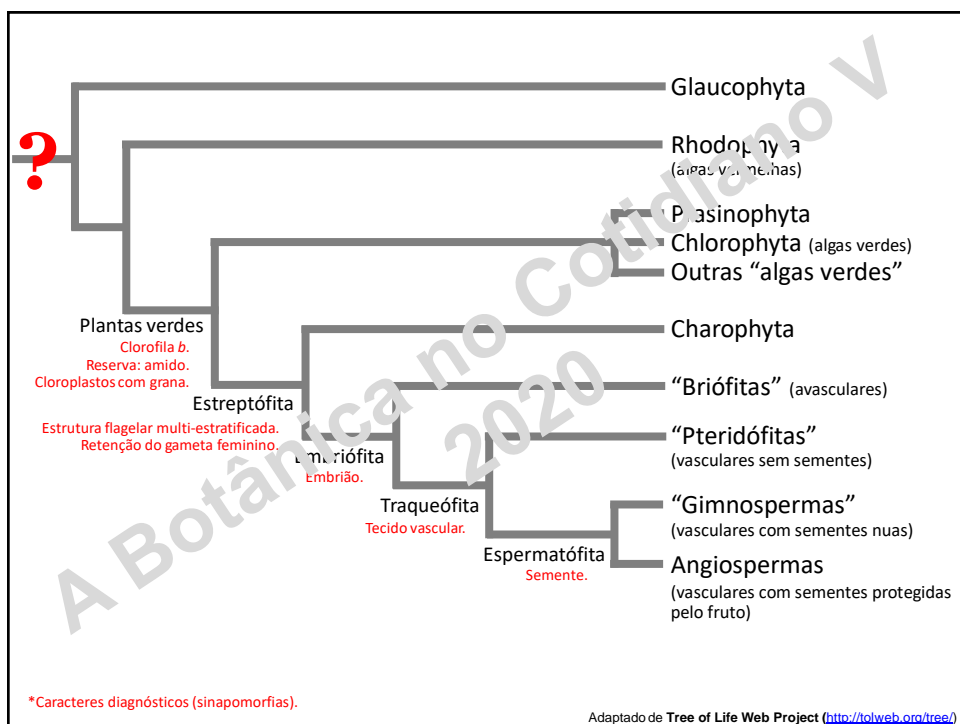 ?
Glaucophyta
Rhodophyta
(algas vermelhas)
Prasinophyta
Chlorophyta (algas verdes)
Outras “algas verdes”
Plantas verdes
Clorofila b.
Reserva: amido.
Cloroplastos com grana.
Charophyta
Estreptófita
Estrutura flagelar multi-estratificada.
Retenção do gameta feminino.
“Briófitas” (avasculares)
Embriófita
Embrião.
“Pteridófitas”
(vasculares sem sementes)
Traqueófita
Tecido vascular.
“Gimnospermas”
(vasculares com sementes nuas)
Espermatófita
Semente.
Angiospermas
(vasculares com sementes protegidas
pelo fruto)
A Botânica no Cotidiano V
2020
*Caracteres diagnósticos (sinapomorfias).
Adaptado de Tree of Life Web Project (http://tolweb.org/tree/)